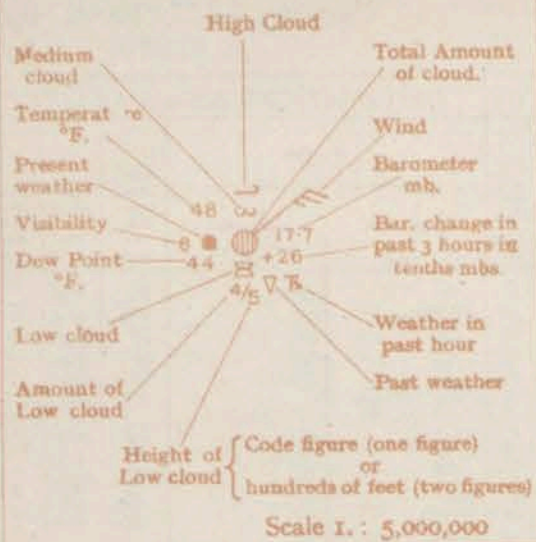 High Cloud
Medium
cloud
Total Amount
of cloud.
°F.
Wind
Present
weather
Barometer
mb.
48
Visibility
6
17.7
Bar. change in
past 3 hours in
tenths mbs.
Dew Point
°F.
44
+26
4/5
Low cloud
Weather in
past hour
Amount of
Low cloud
Past weather
Height of
Low cloud
Code figure (one figure)
or
hundreds of feet (two figures)
Scale 1. : 5,000,000